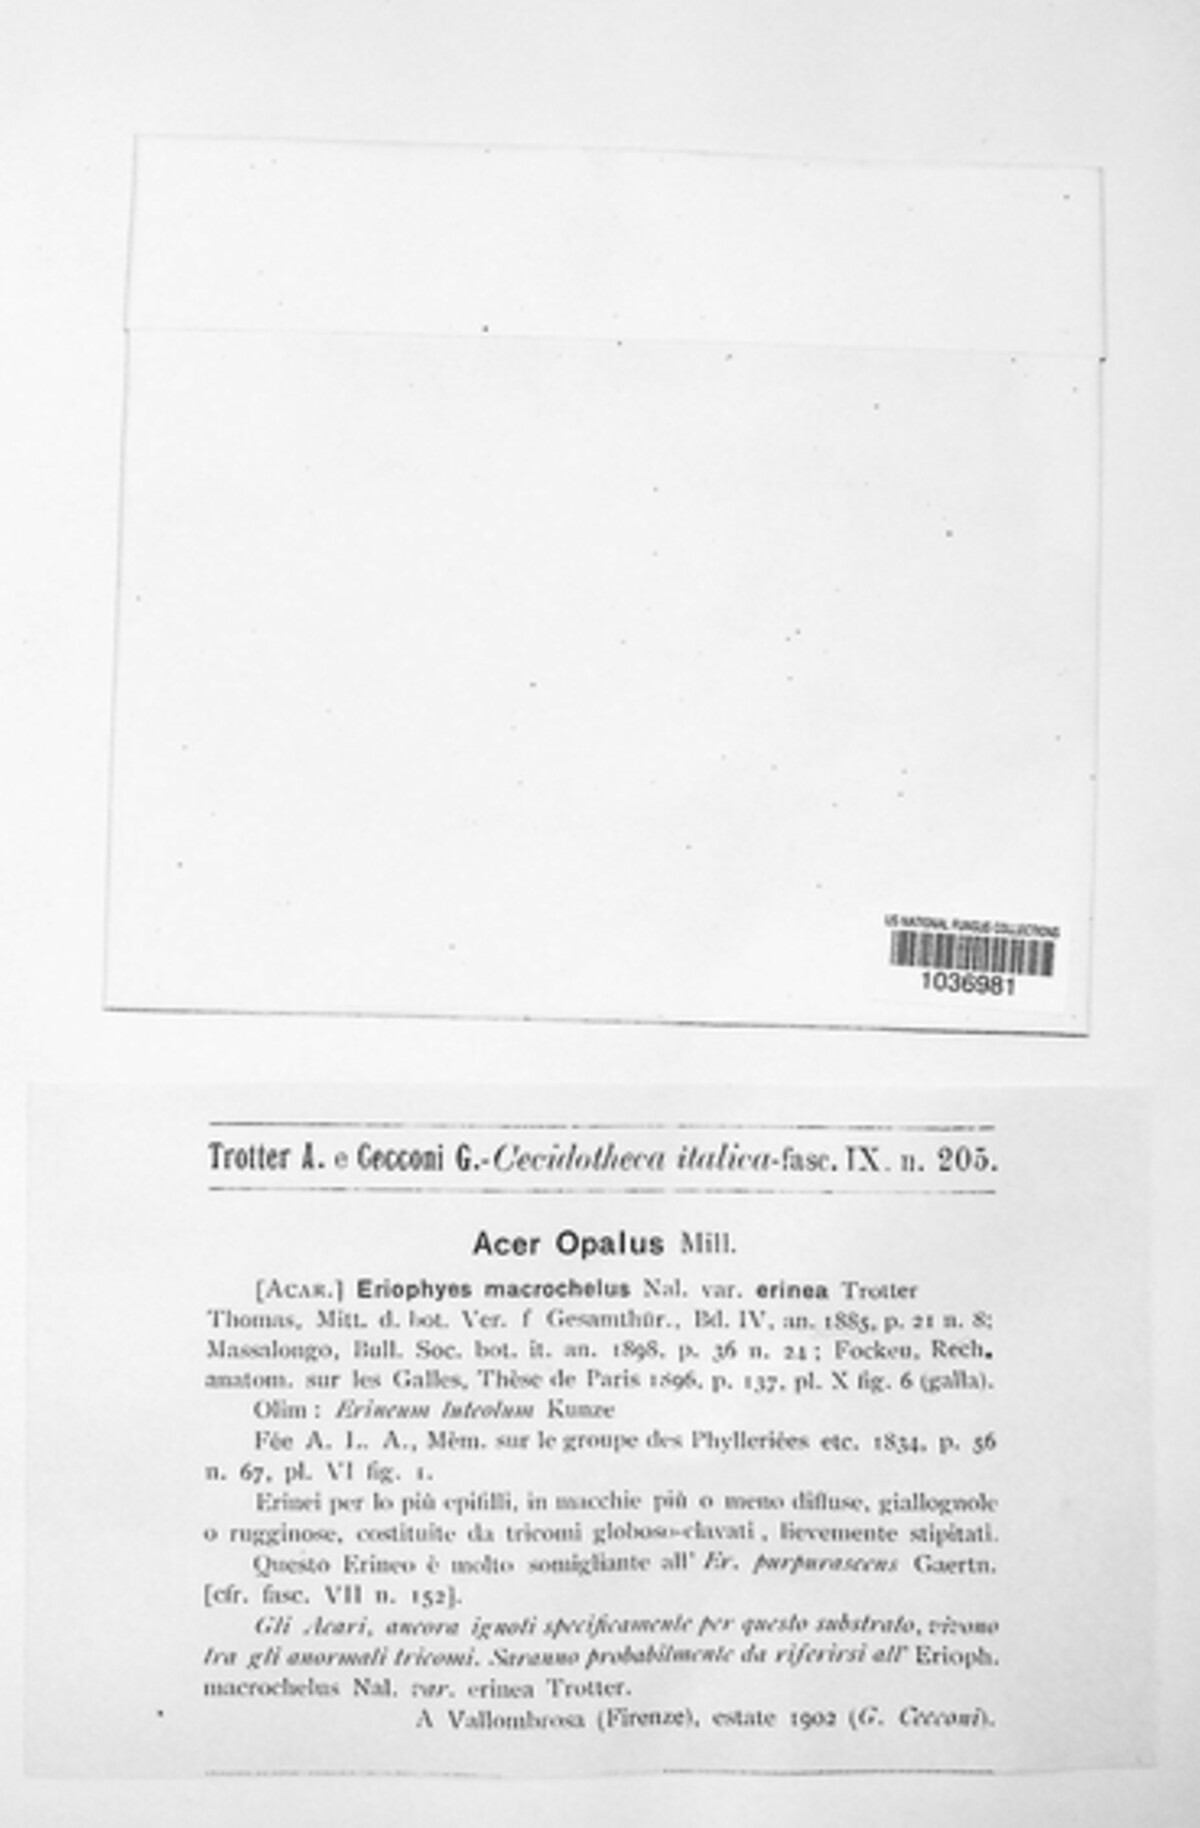 US NATIONAL FUNGUS COLLECTIONS
1036981
Trotter A. e Cecconi G.-Cecidotheca italica-fasc. IX. n. 205.
Acer Opalus Mill.
[Acar.] Eriophyes macrochelus Nal. var. erinea Trotter
Thomas, Mitt. d. bot. Ver. f Gesamthür., Bd. IV, an. 1885, p. 21 n. 8;
Massalongo, Bull. Soc. bot. it. an. 1898, p. 36 n. 24; Fockeu, Rech.
anatom. sur les Galles, Thèse de Paris 1896, p. 137, pl. X fig. 6 (galla).
Olim: Erineum luteolum Kunze
Fée A. L. A., Mèm. sur le groupe des Phylleriées etc. 1834, p. 56
n. 67, pl. VI fig. 1.
Erinei per lo più epifilli, in macchie più o meno diffuse, giallognole
o rugginose, costituite da tricomi globoso-clavati, lievemente stipitati.
Questo Erineo è molto somigliante all' Er. purpurascens Gaertn.
[cfr. fasc. VII n. 152].
Gli Acari, ancora ignoti specificamente per questo substrato, vivono
tra gli anormali tricomi. Saranno probabilmente da riferirsi all' Erioph.
macrochelus Nal. var. erinea Trotter.
A Vallombrosa (Firenze), estate 1902 (G. Cecconi).